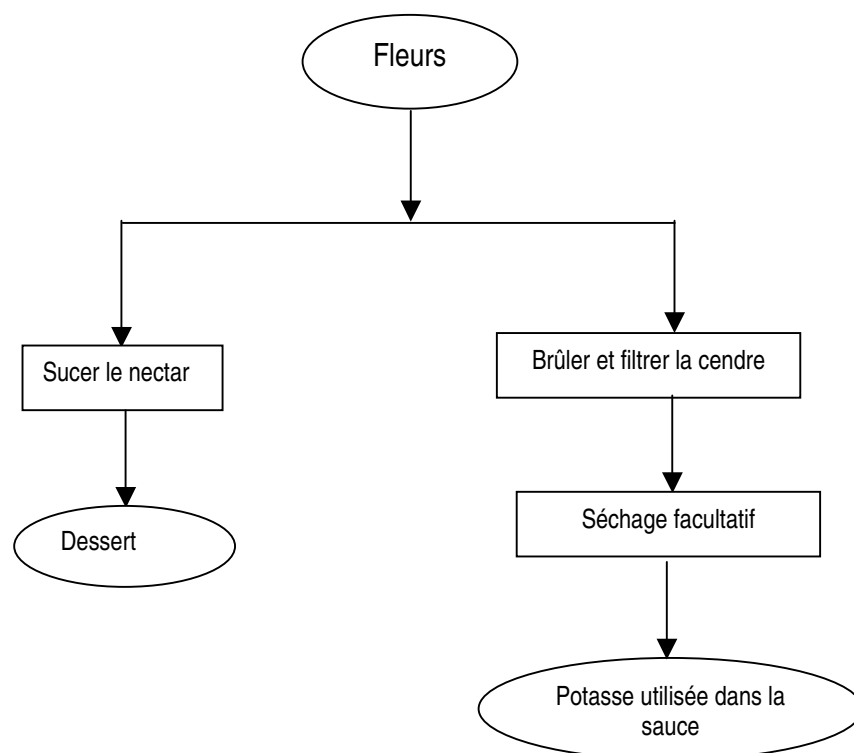 Fleurs
Sucer le nectar
Dessert
Brûler et filtrer la cendre
Séchage facultatif
Potasse utilisée dans la
sauce